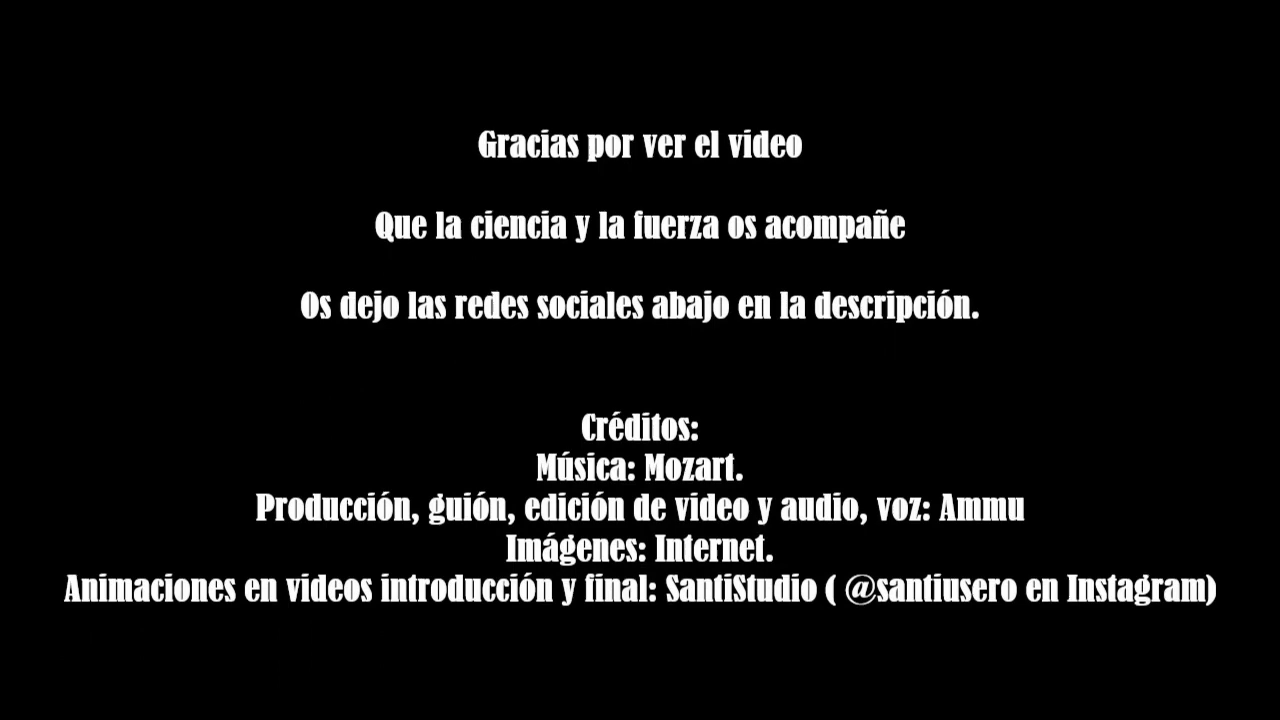 Gracias por ver el video
Que la ciencia y la fuerza os acompañe
Os dejo las redes sociales abajo en la descripción.
Créditos:
Música: Mozart.
Producción, guión, edición de video y audio, voz: Ammu
Imágenes: Internet.
Animaciones en videos introducción y final: SantiStudio ( @santiusero en Instagram)